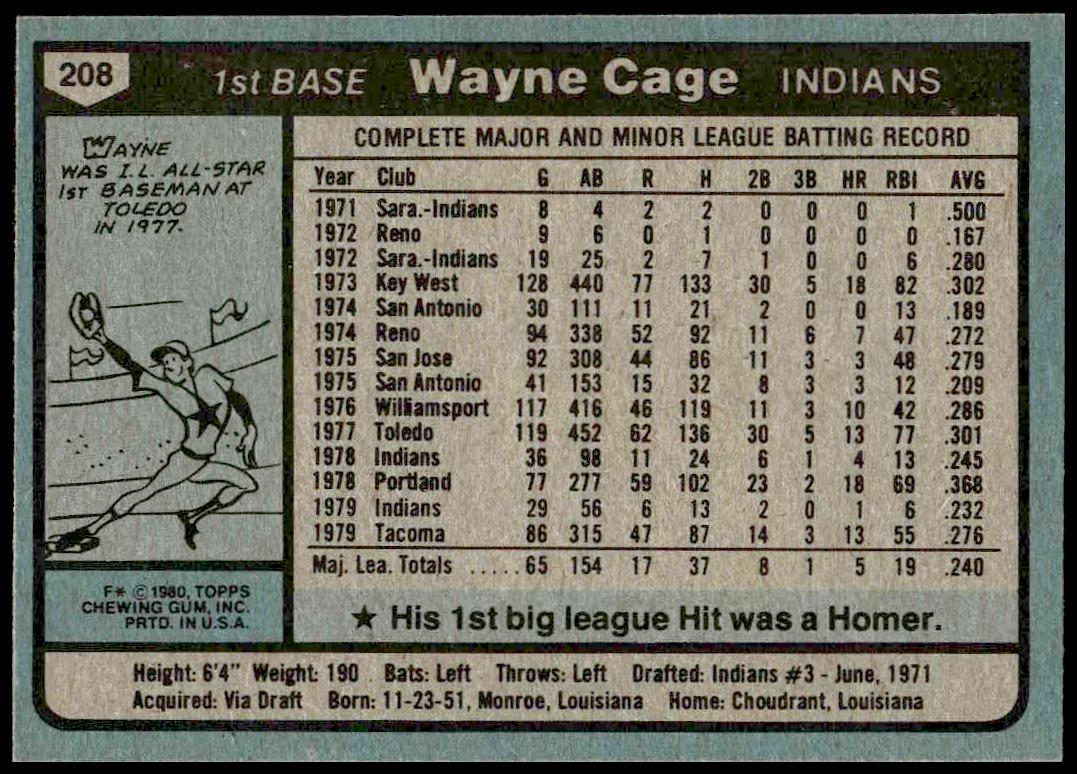 208 1st BASE Wayne Cage INDIANS
WAYNE
WAS I.L. ALL-STAR
1ST BASEMAN AT
TOLEDO
IN 1977.
COMPLETE MAJOR AND MINOR LEAGUE BATTING RECORD
Year Club G AB R H 2B 3B HR RBI AVG
1971 Sara.-Indians 8 4 2 2 0 0 0 1 .500
1972 Reno 9 6 0 1 0 0 0 0 .167
1972 Sara.-Indians 19 25 2 7 1 0 0 6 .280
1973 Key West 128 440 77 133 30 5 18 82 .302
1974 San Antonio 30 111 11 21 2 0 0 13 .189
1974 Reno 94 338 52 92 11 6 7 47 .272
1975 San Jose 92 308 44 86 11 3 3 48 .279
1975 San Antonio 41 153 15 32 8 3 3 12 .209
1976 Williamsport 117 416 46 119 11 3 10 42 .286
1977 Toledo 119 452 62 136 30 5 13 77 .301
1978 Indians 36 98 11 24 6 1 4 13 .245
1978 Portland 77 277 59 102 23 2 18 69 .368
1979 Indians 29 56 6 13 2 0 1 6 .232
1979 Tacoma 86 315 47 87 14 3 13 55 .276
Maj. Lea. Totals .....65 154 17 37 8 1 5 19 .240
F* ©1980, TOPPS
CHEWING GUM, INC.
PRTD. IN U.S.A.
★ His 1st big league Hit was a Homer.
Height: 6'4" Weight: 190 Bats: Left Throws: Left Drafted: Indians #3 - June, 1971
Acquired: Via Draft Born: 11-23-51, Monroe, Louisiana Home: Choudrant, Louisiana